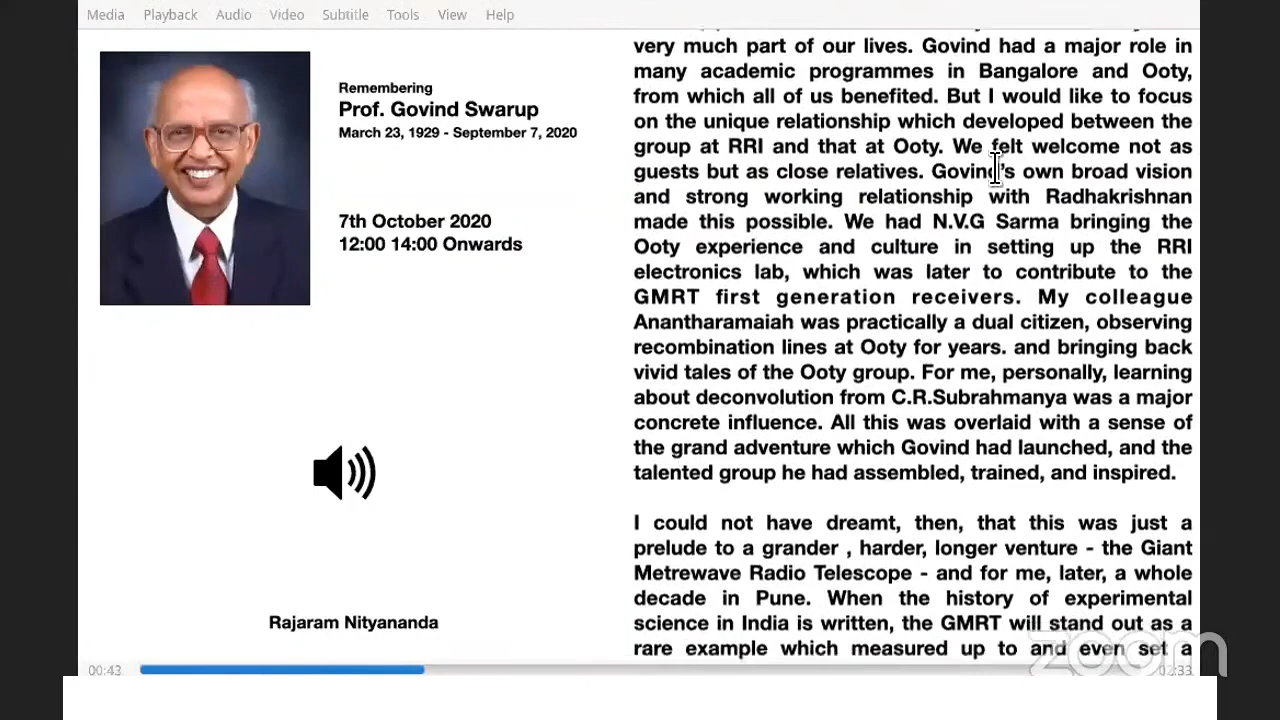 Media Playback Audio Video Subtitle Tools View Help
Remembering
Prof. Govind Swarup
March 23, 1929 - September 7, 2020
7th October 2020
12:00 14:00 Onwards
Rajaram Nityananda
very much part of our lives. Govind had a major role in
many academic programmes in Bangalore and Ooty,
from which all of us benefited. But I would like to focus
on the unique relationship which developed between the
group at RRI and that at Ooty. We felt welcome not as
guests but as close relatives. Govind's own broad vision
and strong working relationship with Radhakrishnan
made this possible. We had N.V.G Sarma bringing the
Ooty experience and culture in setting up the RRI
electronics lab, which was later to contribute to the
GMRT first generation receivers. My colleague
Anantharamaiah was practically a dual citizen, observing
recombination lines at Ooty for years. and bringing back
vivid tales of the Ooty group. For me, personally, learning
about deconvolution from C.R.Subrahmanya was a major
concrete influence. All this was overlaid with a sense of
the grand adventure which Govind had launched, and the
talented group he had assembled, trained, and inspired.
I could not have dreamt, then, that this was just a
prelude to a grander , harder, longer venture - the Giant
Metrewave Radio Telescope - and for me, later, a whole
decade in Pune. When the history of experimental
science in India is written, the GMRT will stand out as a
rare example which measured up to and even set a
zoom
00:43
02:33